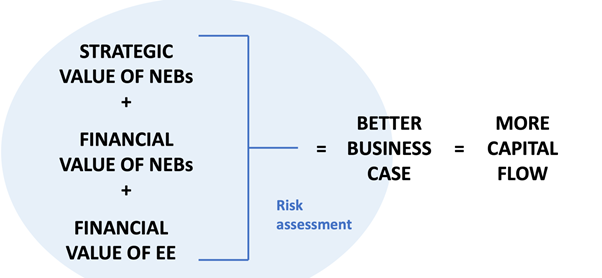 STRATEGIC
VALUE OF NEBs
+
FINANCIAL
VALUE OF NEBs
+
FINANCIAL
VALUE OF EE
Risk
assessment
=
BETTER
BUSINESS
CASE
=
MORE
CAPITAL
FLOW